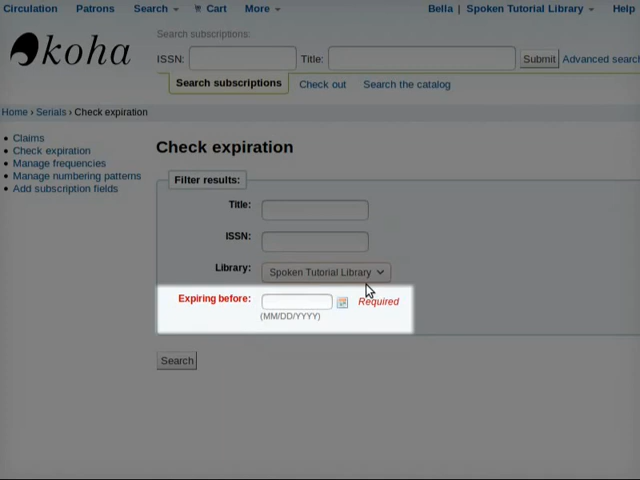 Circulation Patrons Search Cart More Bella | Spoken Tutorial Library Help
koha
Search subscriptions:
ISSN: Title: Submit Advanced search
Search subscriptions Check out Search the catalog
Home › Serials › Check expiration
Claims
Check expiration
Manage frequencies
Manage numbering patterns
Add subscription fields
Check expiration
Filter results:
Title:
ISSN:
Library: Spoken Tutorial Library
Expiring before: Required
(MM/DD/YYYY)
Search